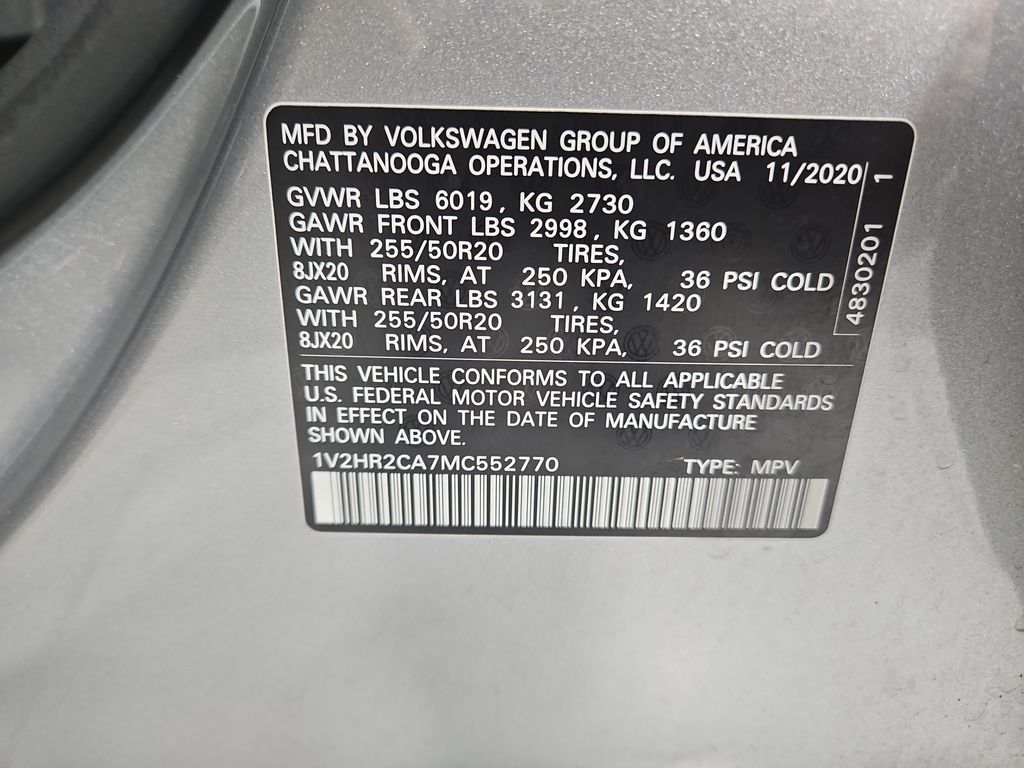 MFD BY VOLKSWAGEN GROUP OF AMERICA
CHATTANOOGA OPERATIONS, LLC. USA 11/2020
GVWR LBS 6019, KG 2730
GAWR FRONT LBS 2998, KG 1360
WITH 255/50R20 TIRES,
8JX20 RIMS, AT 250 KPA, 36 PSI COLD
GAWR REAR LBS 3131, KG 1420
WITH 255/50R20 TIRES,
8JX20 RIMS, AT 250 KPA, 36 PSI COLD
THIS VEHICLE CONFORMS TO ALL APPLICABLE
U.S. FEDERAL MOTOR VEHICLE SAFETY STANDARDS
IN EFFECT ON THE DATE OF MANUFACTURE
SHOWN ABOVE.
1V2HR2CA7MC552770 TYPE: MPV
4830201 1